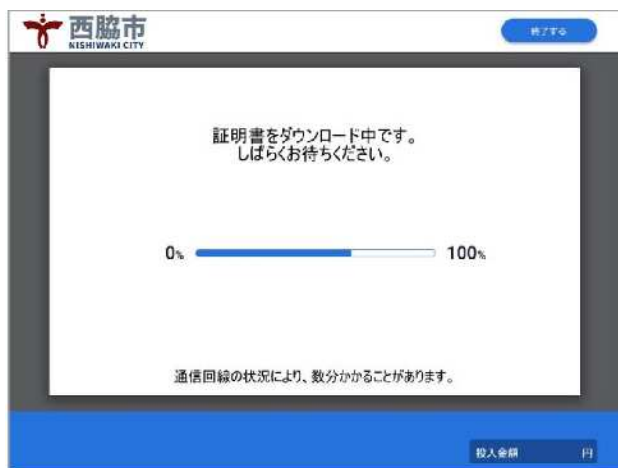 西脇市
NISHIWAKI CITY
終了する
証明書をダウンロード中です。
しばらくお待ちください。
0% 100%
通信回線の状況により、数分かかることがあります。
投入金額 円